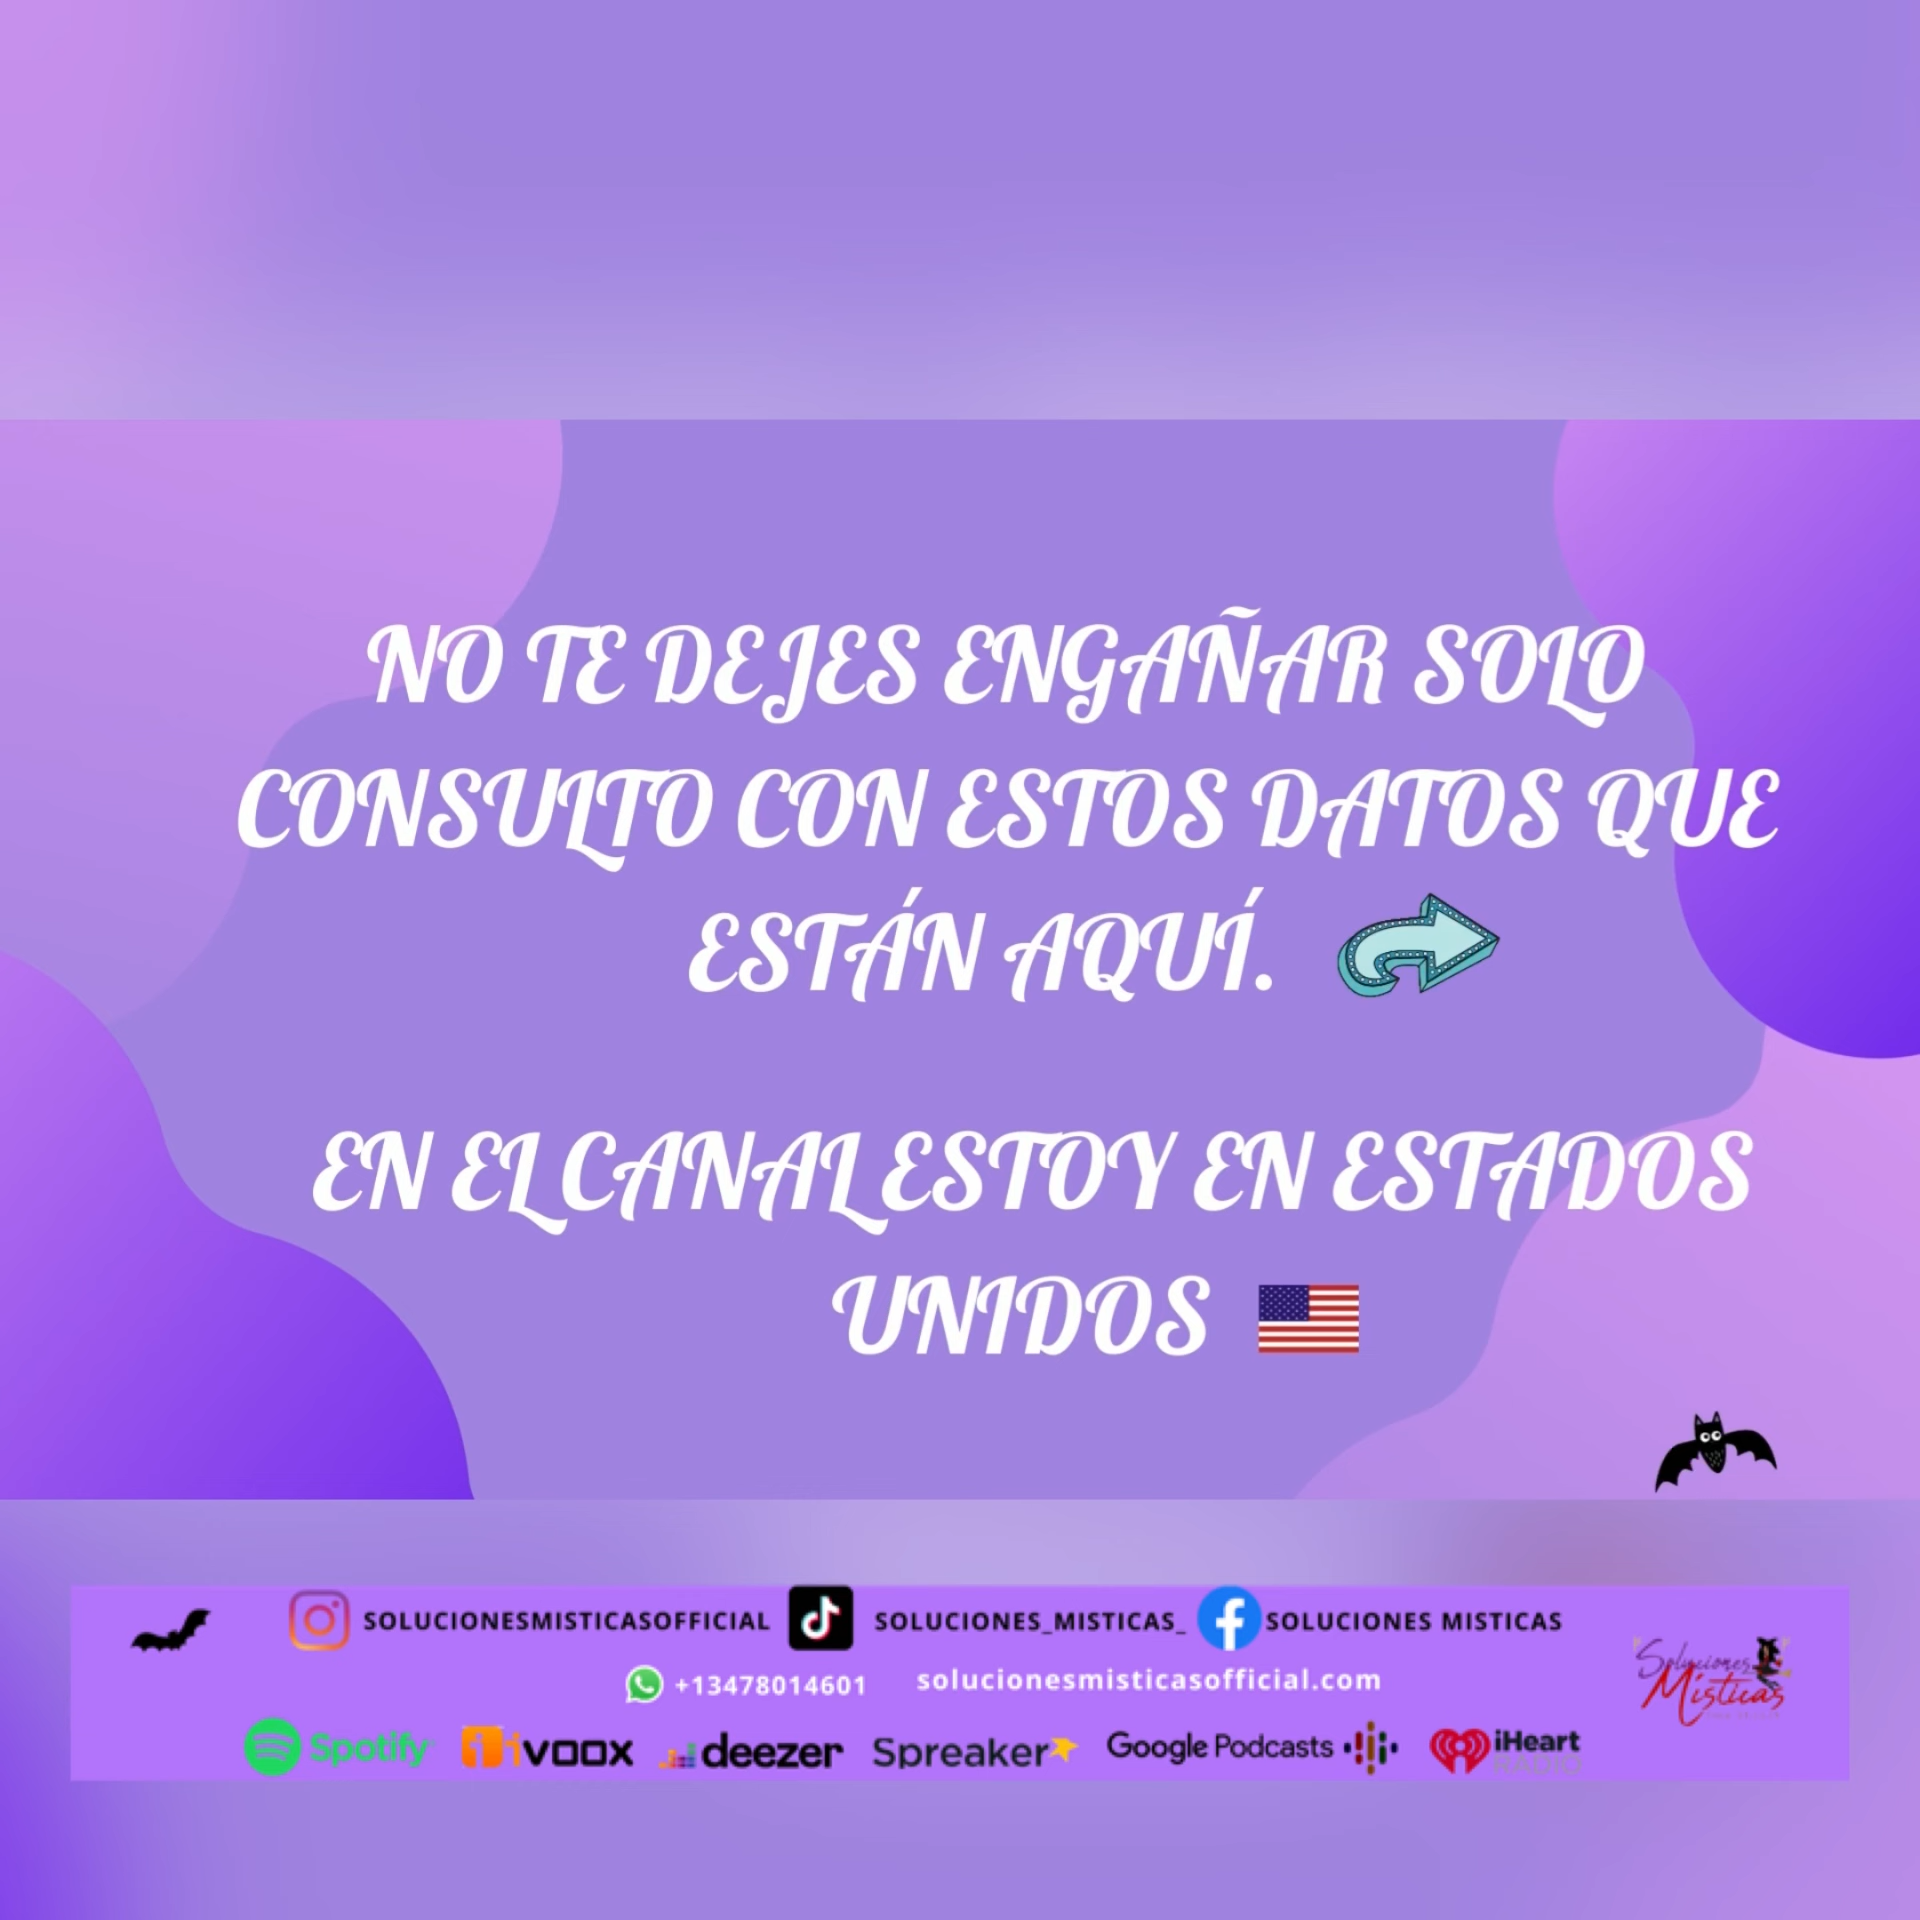 NO TE DEJES ENGAÑAR SOLO
CONSULTO CON ESTOS DATOS QUE
ESTÁN AQUÍ.
EN EL CANAL ESTOY EN ESTADOS
UNIDOS
SOLUCIONESMISTICASOFFICIAL SOLUCIONES_MISTICAS_ SOLUCIONES MISTICAS
+13478014601 solucionesmisticasofficial.com
Soluciones
Místicas
Spotify ivoox deezer Spreaker Google Podcasts iHeart
RADIO